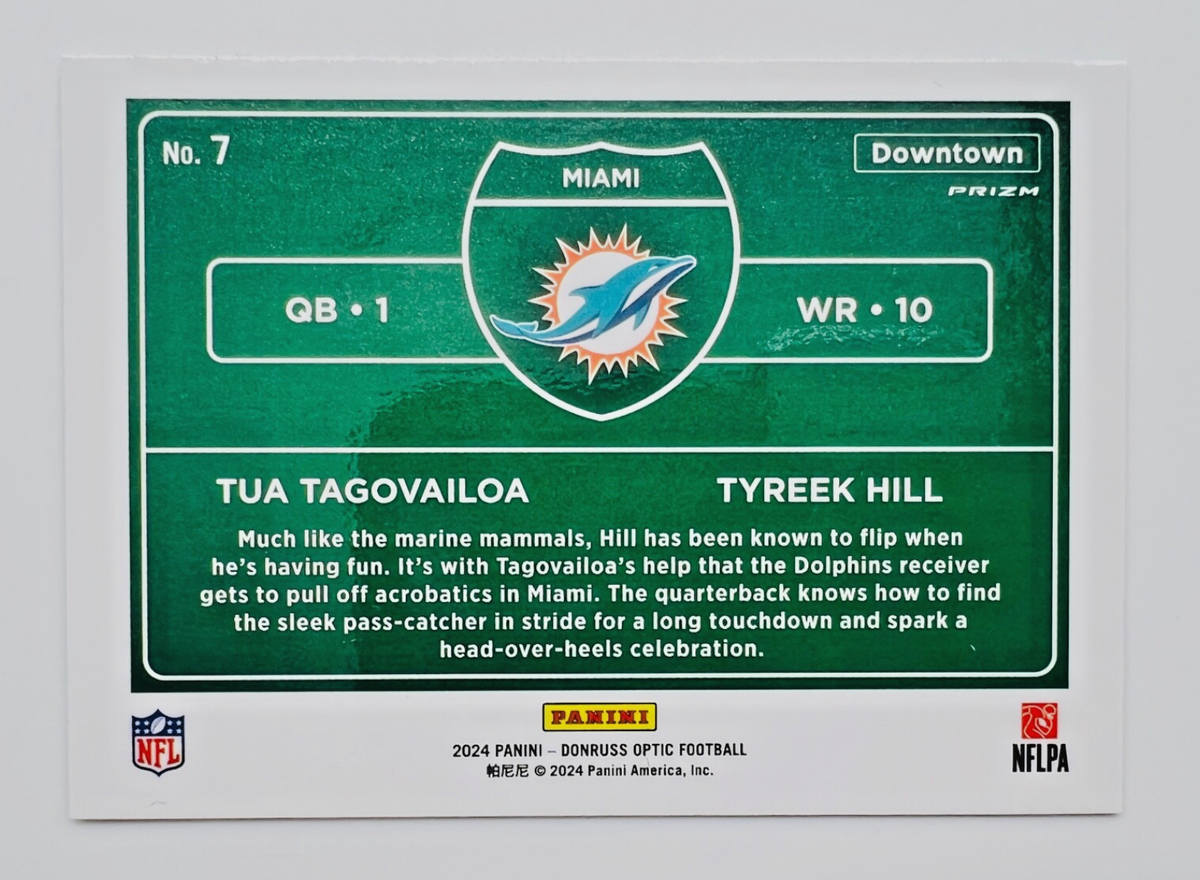 No. 7
Downtown
PRIZM
MIAMI
QB • 1
WR • 10
TUA TAGOVAILOA
TYREEK HILL
Much like the marine mammals, Hill has been known to flip when
he's having fun. It's with Tagovailoa's help that the Dolphins receiver
gets to pull off acrobatics in Miami. The quarterback knows how to find
the sleek pass-catcher in stride for a long touchdown and spark a
head-over-heels celebration.
NFL
PANINI
2024 PANINI – DONRUSS OPTIC FOOTBALL
帕尼尼 © 2024 Panini America, Inc.
NFLPA